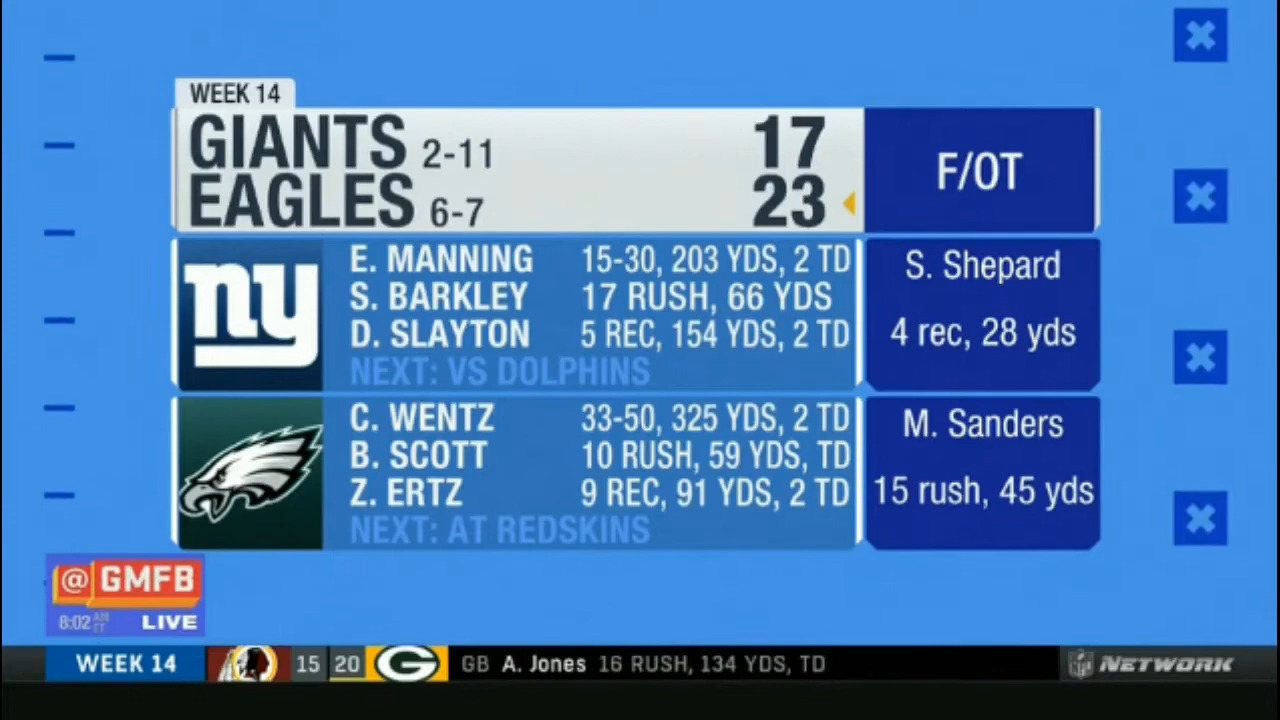 WEEK 14
GIANTS 2-11 17
EAGLES 6-7 23
F/OT
ny
E. MANNING 15-30, 203 YDS, 2 TD
S. BARKLEY 17 RUSH, 66 YDS
D. SLAYTON 5 REC, 154 YDS, 2 TD
NEXT: VS DOLPHINS
S. Shepard
4 rec, 28 yds
C. WENTZ 33-50, 325 YDS, 2 TD
B. SCOTT 10 RUSH, 59 YDS, TD
Z. ERTZ 9 REC, 91 YDS, 2 TD
NEXT: AT REDSKINS
M. Sanders
15 rush, 45 yds
@GMFB
8:02 AM ET LIVE
WEEK 14 15 20 G GB A. Jones 16 RUSH, 134 YDS, TD NFL NETWORK